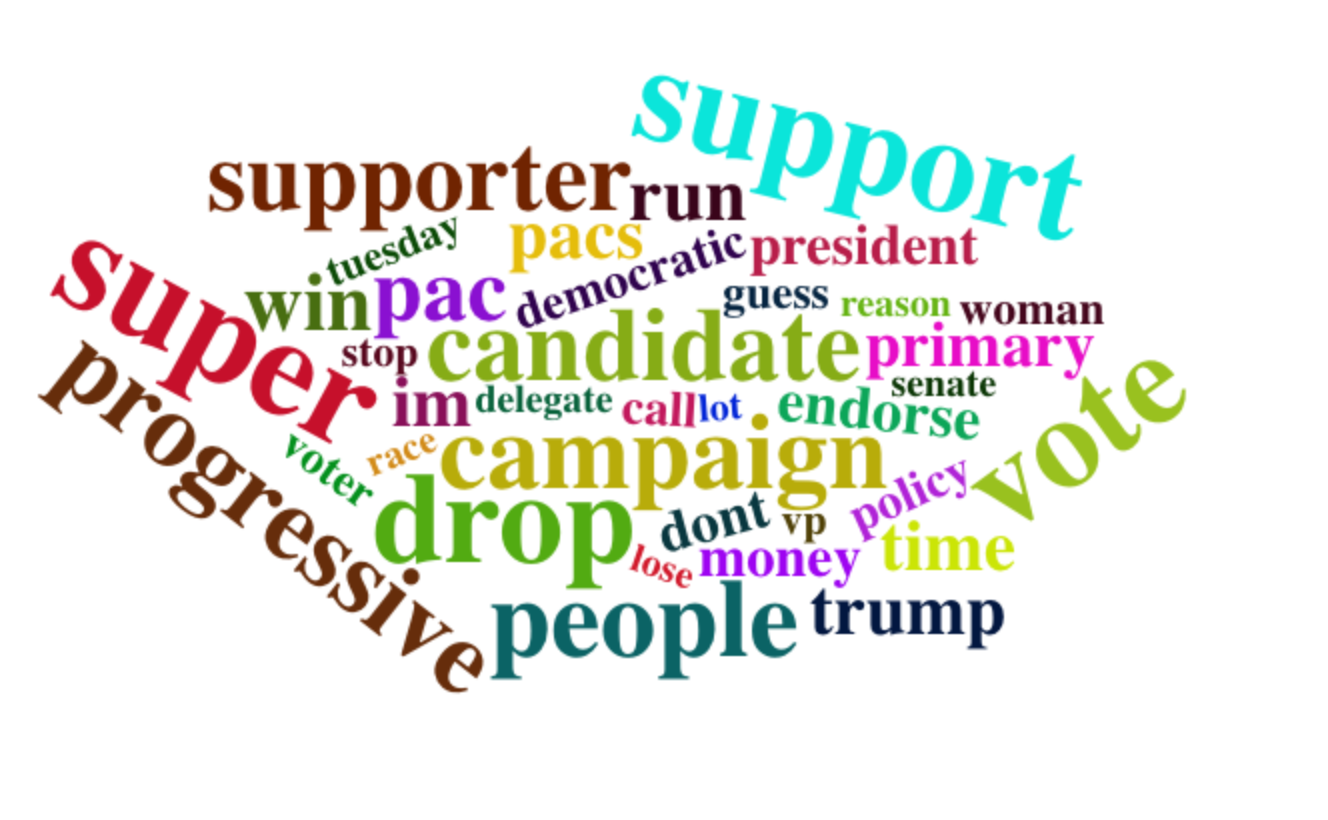 support
supporter
run
tuesday
pacs
democratic
president
super
win
pac
guess
reason
woman
stop
candidate
primary
senate
progressive
im
delegate
call
lot
endorse
vote
voter
race
campaign
policy
drop
dont
vp
time
lose
money
people
trump